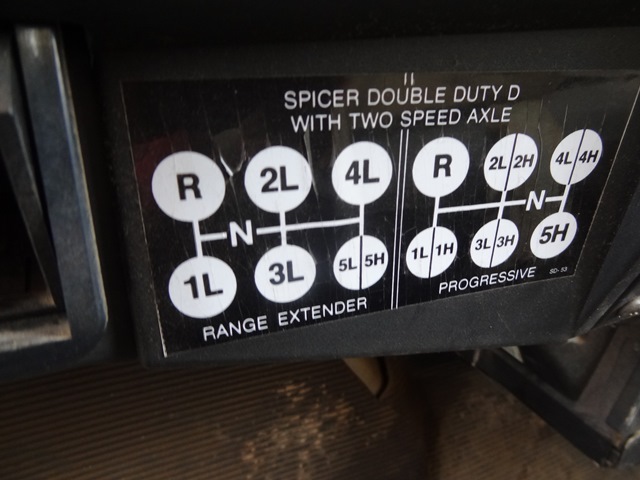 SPICER DOUBLE DUTY D
WITH TWO SPEED AXLE
R 2L 4L
N
1L 3L 5L 5H
RANGE EXTENDER
R 2L 2H 4L 4H
N
1L 1H 3L 3H 5H
PROGRESSIVE
SD-53